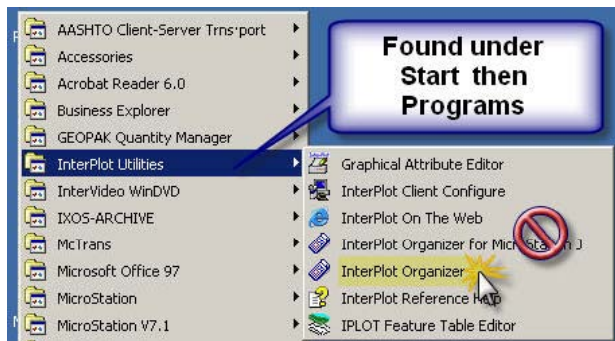 AASHTO Client-Server Trns·port
Accessories
Acrobat Reader 6.0
Business Explorer
GEOPAK Quantity Manager
InterPlot Utilities
InterVideo WinDVD
IXOS-ARCHIVE
McTrans
Microsoft Office 97
MicroStation
MicroStation V7.1
Found under
Start then
Programs
Graphical Attribute Editor
InterPlot Client Configure
InterPlot On The Web
InterPlot Organizer for MicroStation J
InterPlot Organizer
InterPlot Reference Help
IPLOT Feature Table Editor